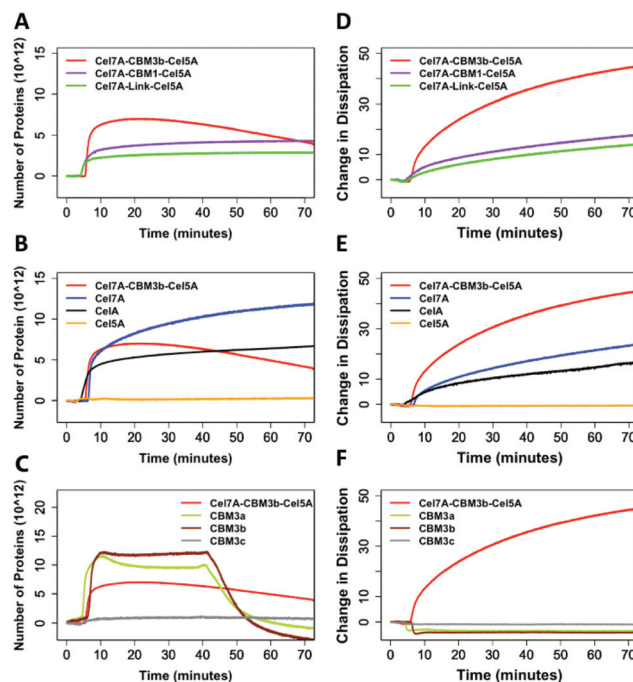 A
Number of Proteins (10^12)
15
10
5
0
Cel7A-CBM3b-Cel5A
Cel7A-CBM1-Cel5A
Cel7A-Link-Cel5A
0 10 20 30 40 50 60 70
Time (minutes)
D
Change in Dissipation
50
30
10
0
Cel7A-CBM3b-Cel5A
Cel7A-CBM1-Cel5A
Cel7A-Link-Cel5A
0 10 20 30 40 50 60 70
Time (minutes)
B
Number of Protein (10^12)
15
10
5
0
Cel7A-CBM3b-Cel5A
Cel7A
CelA
Cel5A
0 10 20 30 40 50 60 70
Time (minutes)
E
Change in Dissipation
50
30
10
0
Cel7A-CBM3b-Cel5A
Cel7A
CelA
Cel5A
0 10 20 30 40 50 60 70
Time (minutes)
C
Number of Proteins (10^12)
20
15
10
5
0
Cel7A-CBM3b-Cel5A
CBM3a
CBM3b
CBM3c
0 10 20 30 40 50 60 70
Time (minutes)
F
Change in Dissipation
50
30
10
0
Cel7A-CBM3b-Cel5A
CBM3a
CBM3b
CBM3c
0 10 20 30 40 50 60 70
Time (minutes)